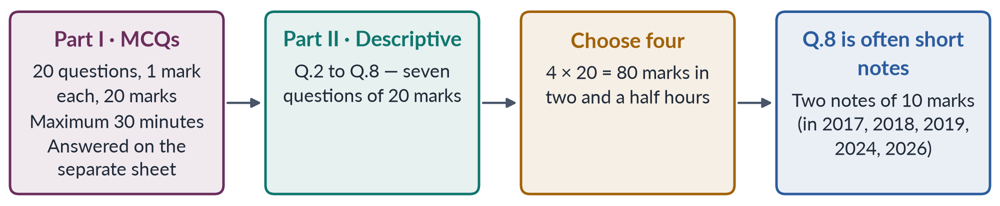 Part I · MCQs
20 questions, 1 mark
each, 20 marks
Maximum 30 minutes
Answered on the
separate sheet
Part II · Descriptive
Q.2 to Q.8 — seven
questions of 20 marks
Choose four
4 × 20 = 80 marks in
two and a half hours
Q.8 is often short
notes
Two notes of 10 marks
(in 2017, 2018, 2019,
2024, 2026)